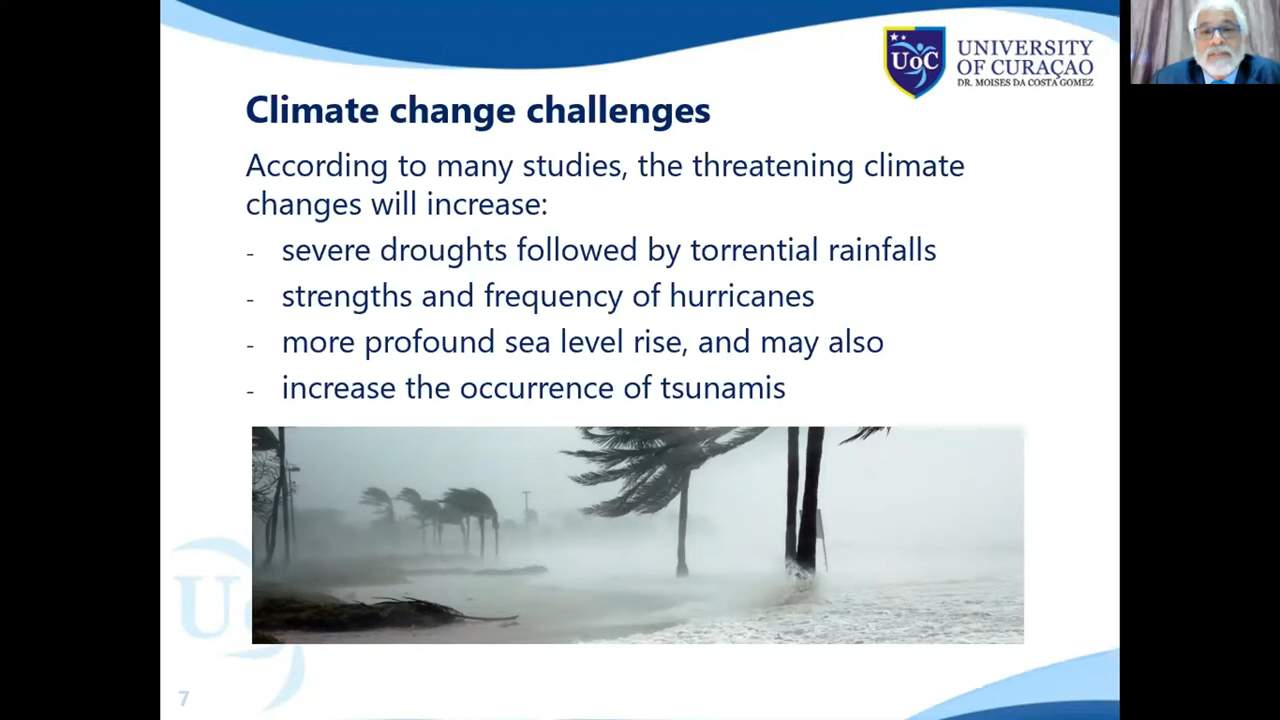 UoC
UNIVERSITY
OF CURAÇAO
DR. MOISES DA COSTA GOMEZ
Climate change challenges
According to many studies, the threatening climate
changes will increase:
- severe droughts followed by torrential rainfalls
- strengths and frequency of hurricanes
- more profound sea level rise, and may also
- increase the occurrence of tsunamis
UoC
7